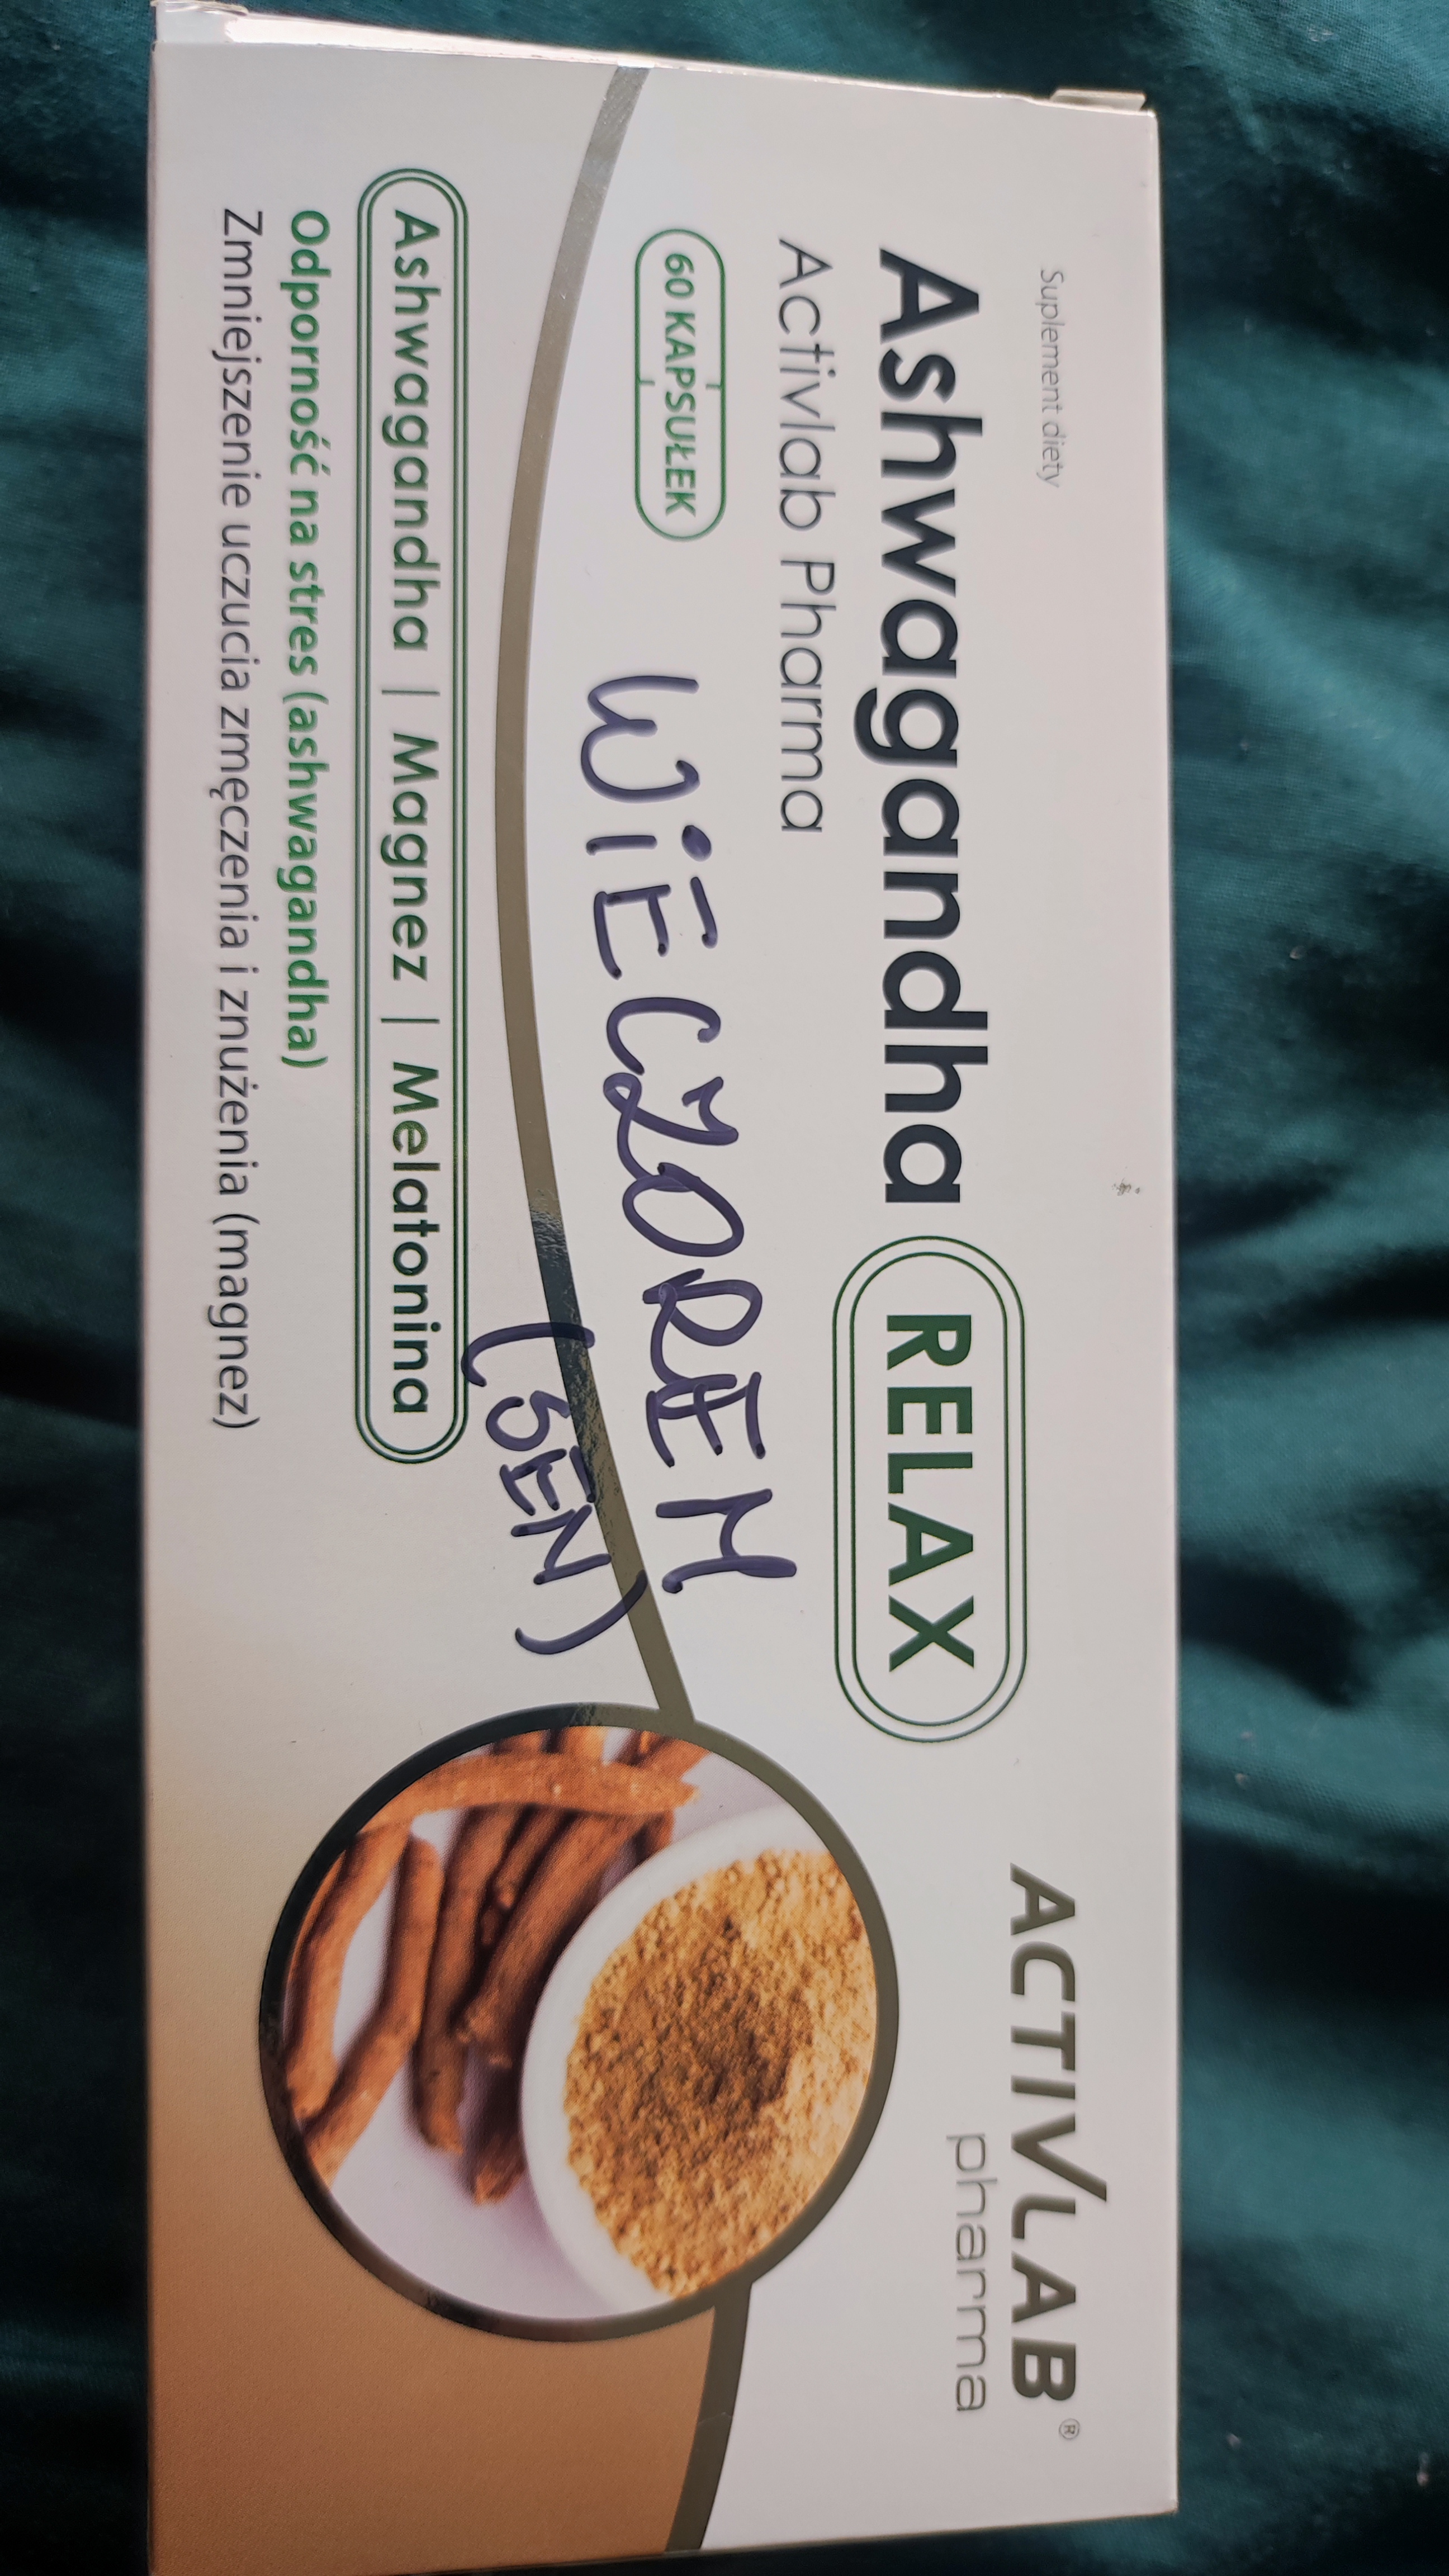 Suplement diety
ACTIVLAB®
pharma
Ashwagandha RELAX
Activlab Pharma
60 KAPSUŁEK
WiECZOREM
(SEN)
Ashwagandha | Magnez | Melatonina
Odporność na stres (ashwagandha)
Zmniejszenie uczucia zmęczenia i znużenia (magnez)